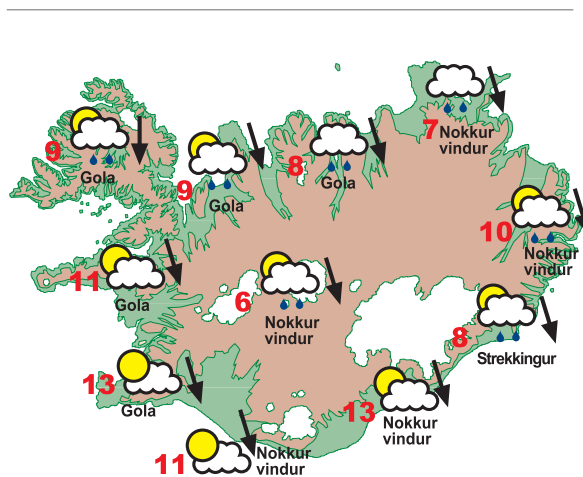 7 Nokkur
vindur
9
Gola
9
Gola
8
Gola
10
Nokkur
vindur
11
Gola
6
Nokkur
vindur
8
Strekkingur
13
Gola
13
Nokkur
vindur
11
Nokkur
vindur